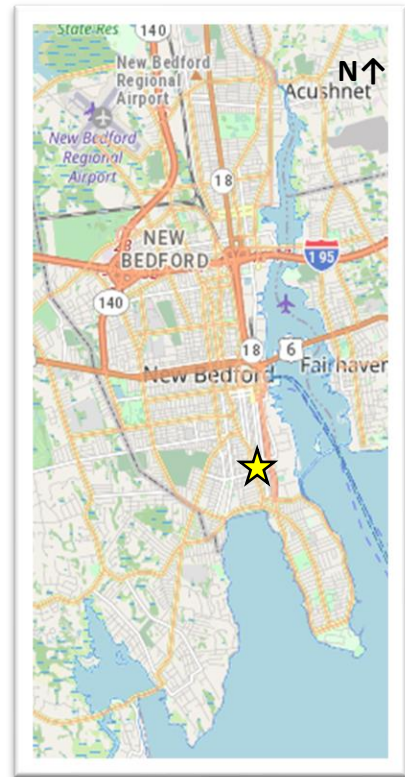 State Res
140
New Bedford
Regional
Airport
N↑
Acushnet
New Bedford
Regional
Airport
18
NEW
BEDFORD
195
140
18
6
New Bedford
Fairhaven